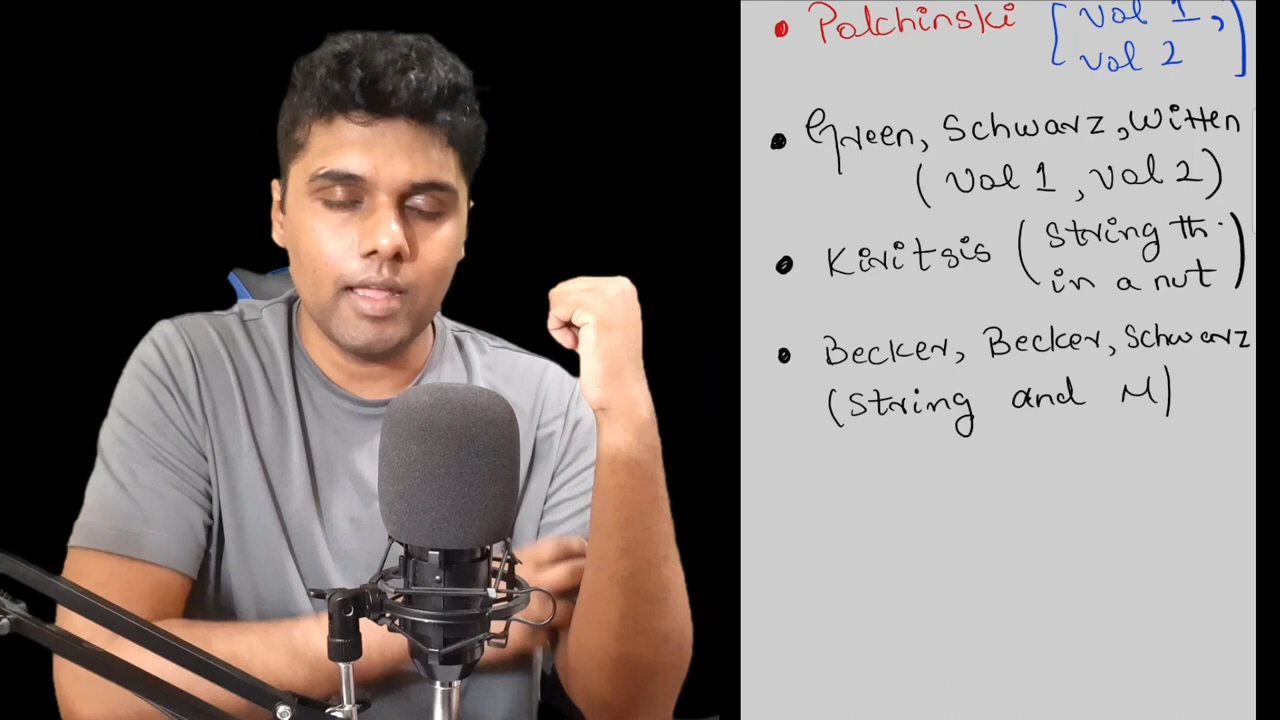 • Polchinski [Vol 1,
vol 2]
• Green, Schwarz, Witten
(Vol 1, Vol 2)
• Kiritsis (String th.
in a nut)
• Becker, Becker, Schwarz
(String and M)